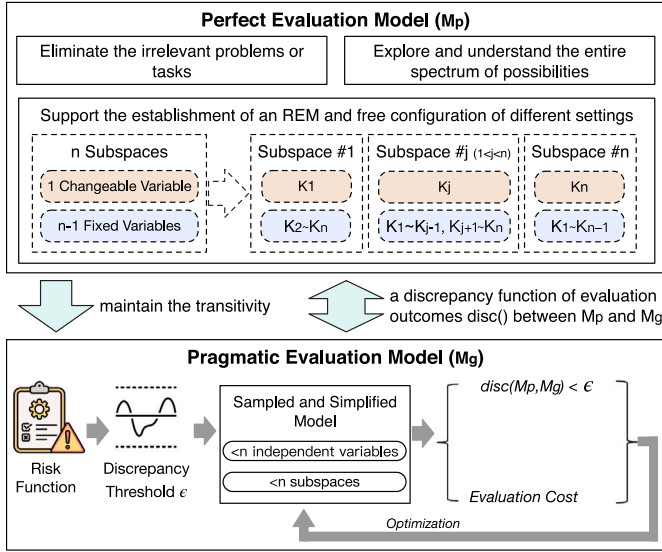 Perfect Evaluation Model (Mp)
Eliminate the irrelevant problems or
tasks
Explore and understand the entire
spectrum of possibilities
Support the establishment of an REM and free configuration of different settings
n Subspaces
1 Changeable Variable
n-1 Fixed Variables
Subspace #1
K1
K2~Kn
Subspace #j (1<j<n)
Kj
K1~Kj-1, Kj+1~Kn
Subspace #n
Kn
K1~Kn-1
maintain the transitivity
a discrepancy function of evaluation
outcomes disc() between Mp and Mg
Pragmatic Evaluation Model (Mg)
Risk
Function
Discrepancy
Threshold ϵ
Sampled and Simplified
Model
<n independent variables
<n subspaces
disc(Mp,Mg) < ϵ
Evaluation Cost
Optimization